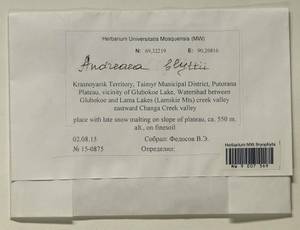 Herbarium Universitatis Mosquensis (MW)
N: 69,32219 E: 90,20816
Andreaea blyttii
Krasnoyarsk Territory, Taimyr Municipal District, Putorana
Plateau, vicinity of Glubokoe Lake, Watershed between
Glubokoe and Lama Lakes (Lamskie Mts) creek valley
eastward Changa Creek valley
place with late snow malting on slope of plateau, ca. 550 m.
alt., on finesoil
02.08.15 Собрал: Федосов В.Э.
№ 15-0875 Определил:
Herbarium MW Bryophyta